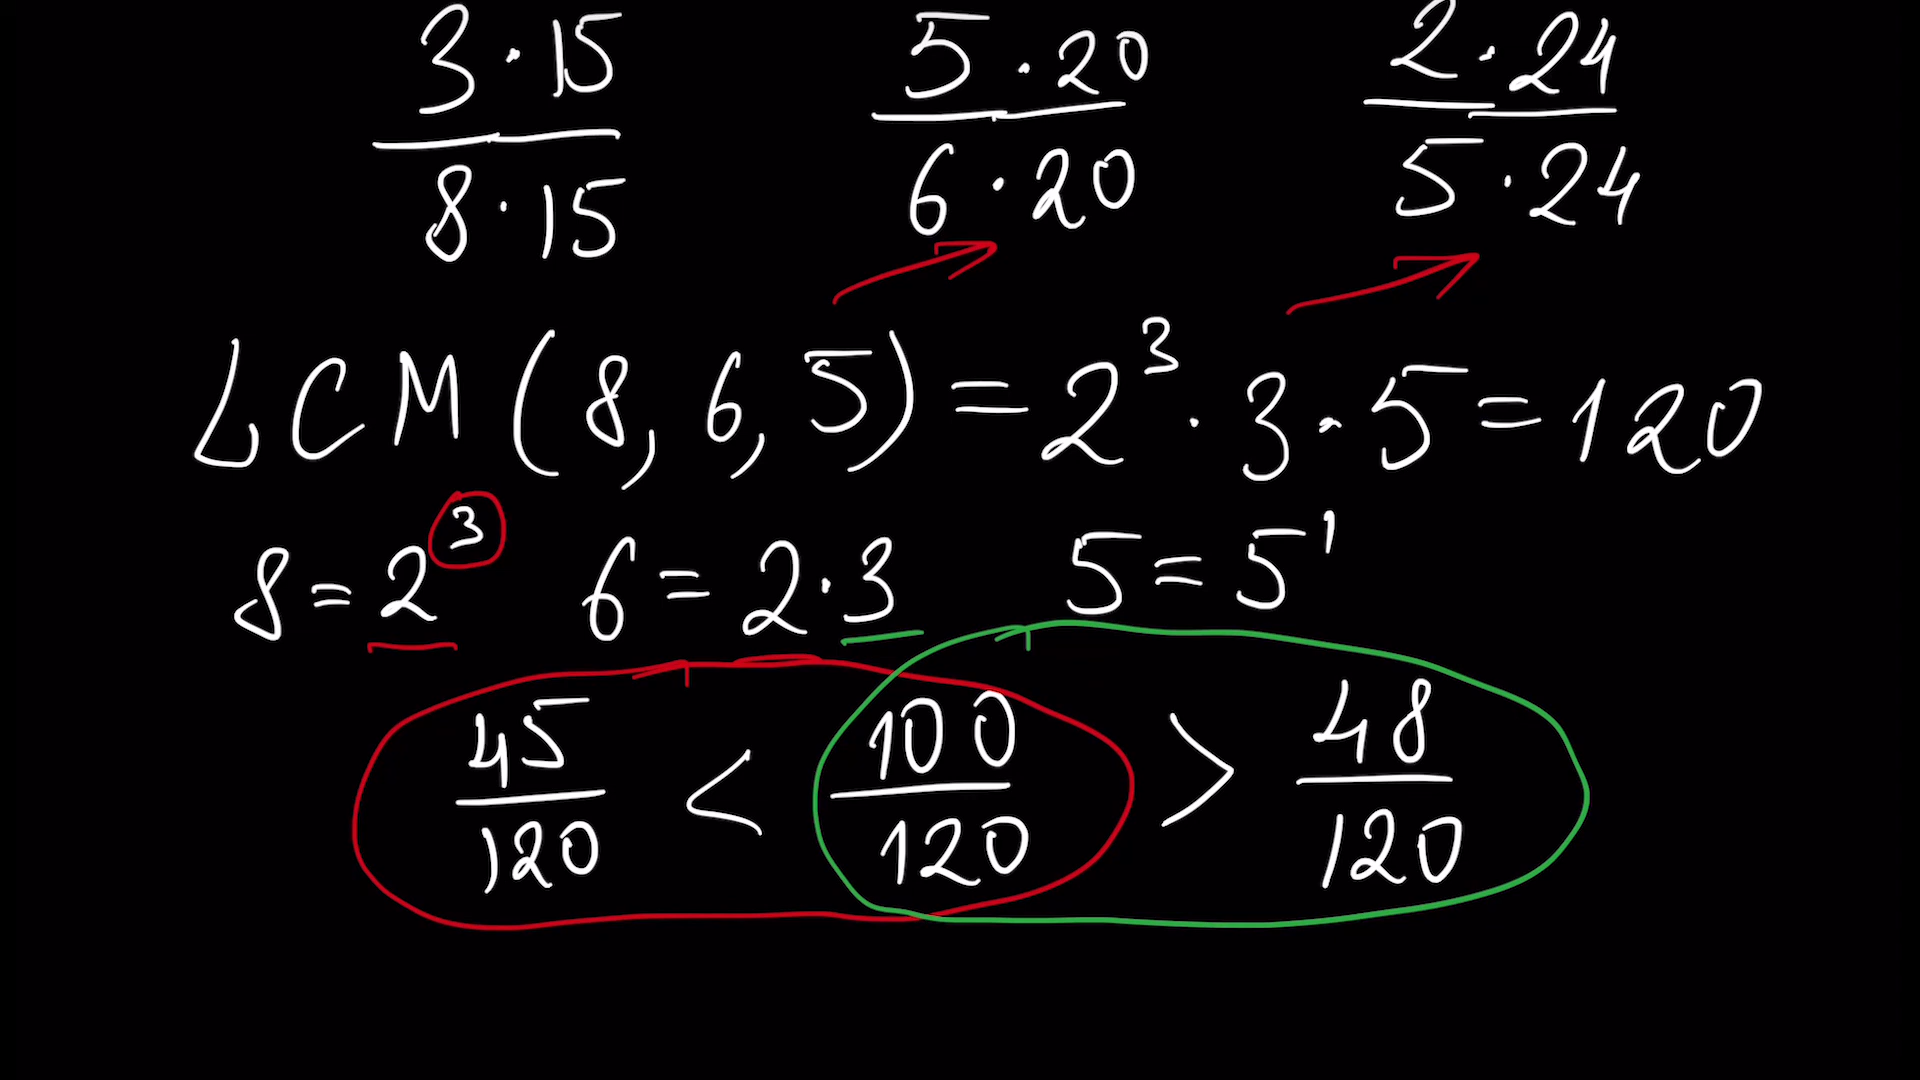 3·15 5·20 2·24
8·15 6·20 5·24
LCM(8,6,5)=2³·3·5=120
8=2³ 6=2·3 5=5¹
45 < 100 > 48
120 120 120